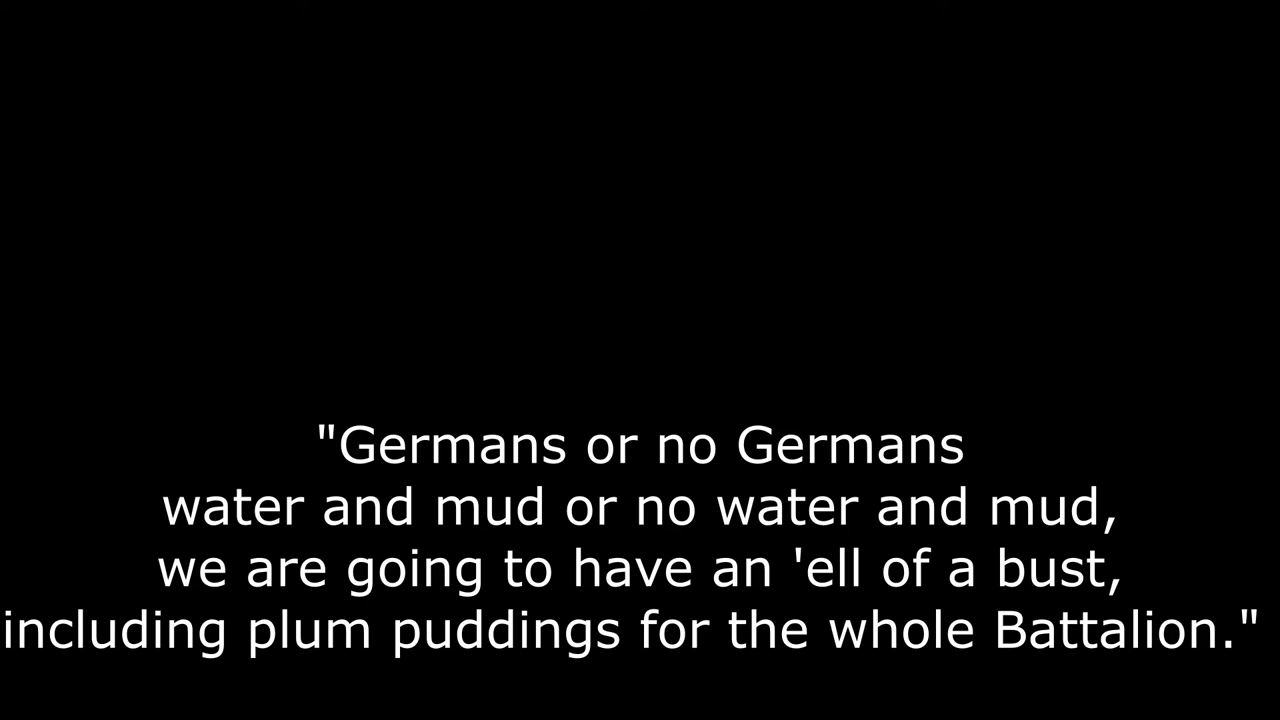 "Germans or no Germans
water and mud or no water and mud,
we are going to have an 'ell of a bust,
including plum puddings for the whole Battalion."